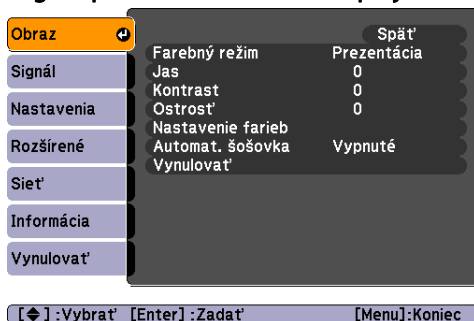 Obraz
Signál
Nastavenia
Rozšírené
Sieť
Informácia
Vynulovať
Späť
Farebný režim Prezentácia
Jas 0
Kontrast 0
Ostrosť 0
Nastavenie farieb
Automat. šošovka Vypnuté
Vynulovať
[◆] :Vybrať [Enter] :Zadať [Menu]:Koniec